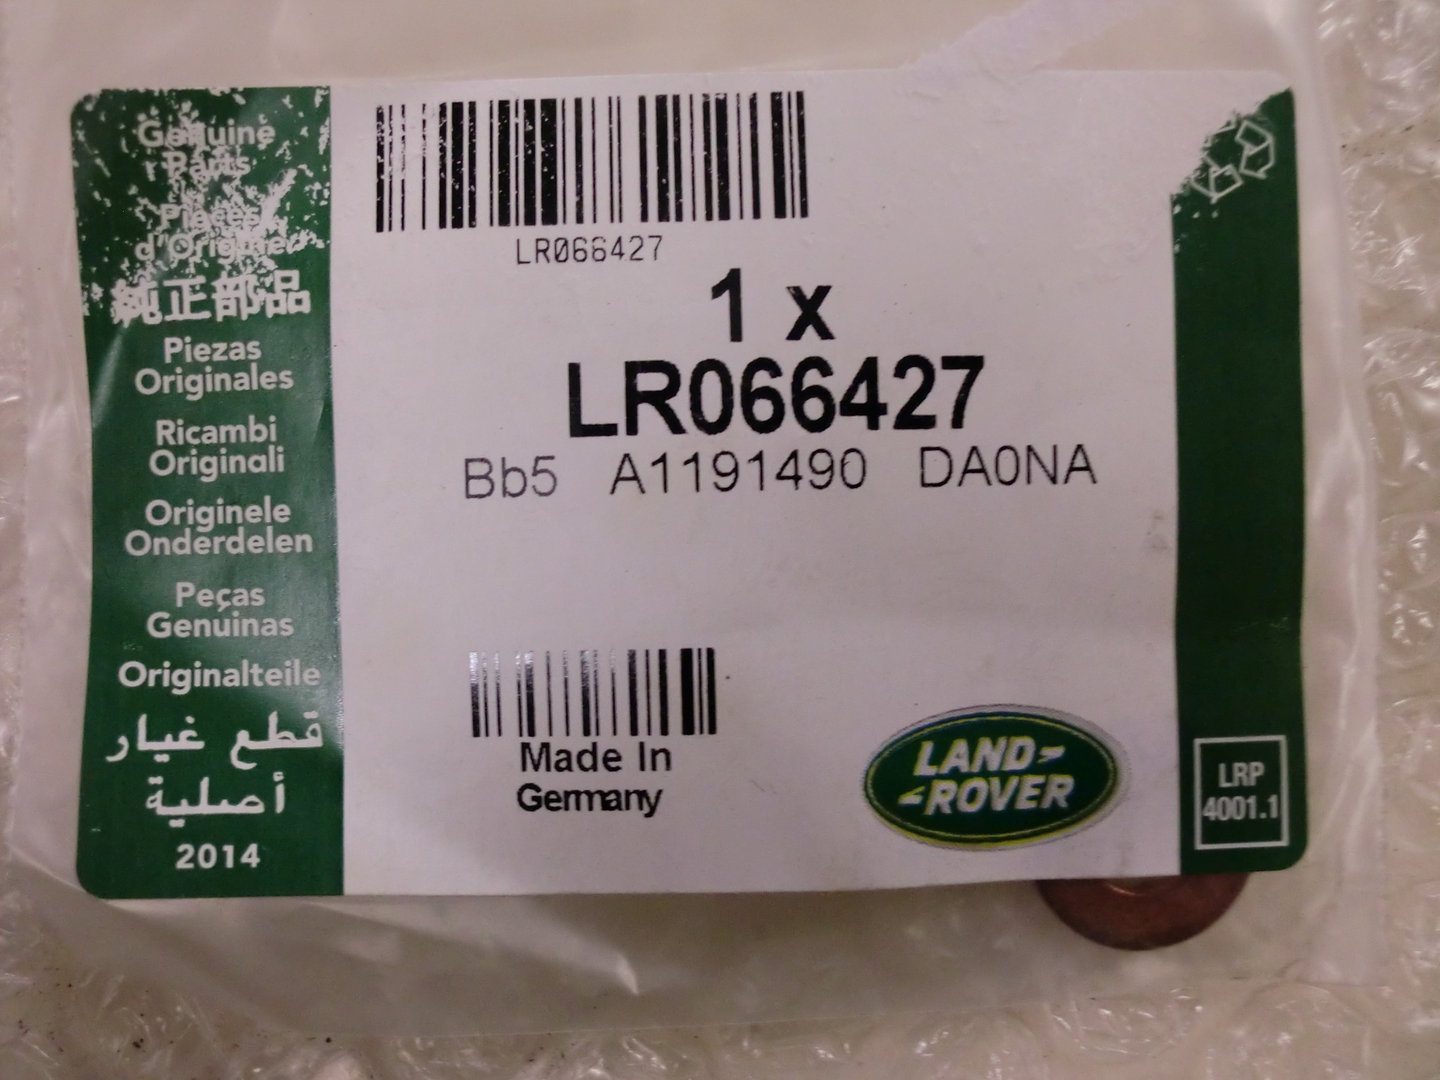 Genuine
Parts
Pièces
d'Origine
純正部品
Piezas
Originales
Ricambi
Originali
Originele
Onderdelen
Peças
Genuinas
Originalteile
قطع غيار
أصلية
2014
LR066427
1 x
LR066427
Bb5 A1191490 DA0NA
Made In
Germany
LAND-
-ROVER
LRP
4001.1